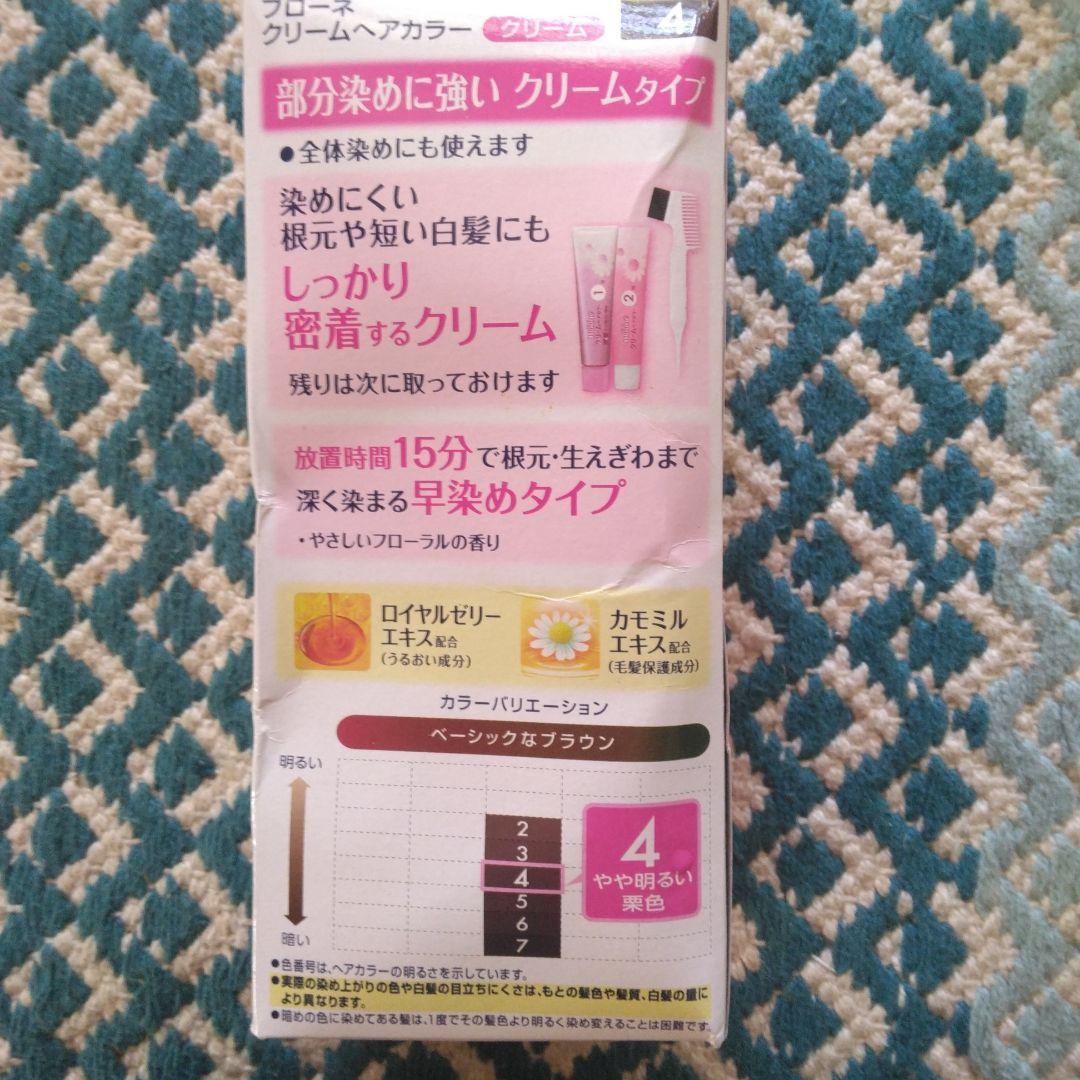 ブローネ
クリームヘアカラー クリーム 4
部分染めに強い クリームタイプ
●全体染めにも使えます
染めにくい
根元や短い白髪にも
しっかり
密着するクリーム
1 2
残りは次に取っておけます
放置時間15分で根元・生えぎわまで
深く染まる早染めタイプ
・やさしいフローラルの香り
ロイヤルゼリー
エキス配合
(うるおい成分)
カモミル
エキス配合
(毛髪保護成分)
カラーバリエーション
ベーシックなブラウン
明るい
2
3
4
5
6
7
4
やや明るい
栗色
暗い
●色番号は、ヘアカラーの明るさを示しています。
●実際の染め上がりの色や白髪の目立ちにくさは、もとの髪色や髪質、白髪の量に
より異なります。
●暗めの色に染めてある髪は、1度でその髪色より明るく染め変えることは困難です